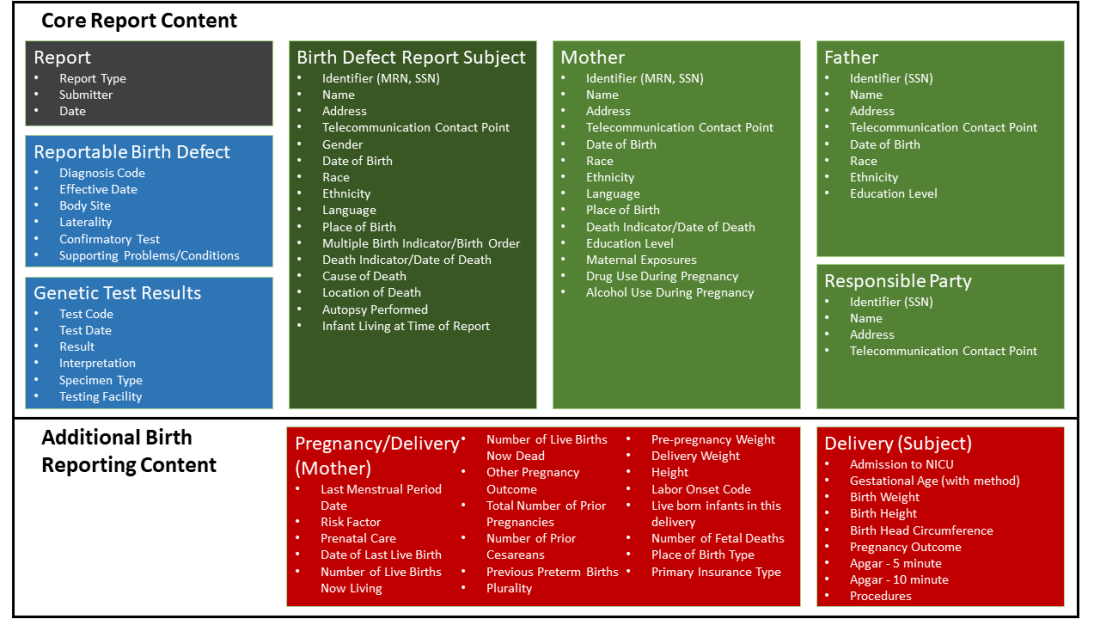 Core Report Content
Report
• Report Type
• Submitter
• Date
Reportable Birth Defect
• Diagnosis Code
• Effective Date
• Body Site
• Laterality
• Confirmatory Test
• Supporting Problems/Conditions
Genetic Test Results
• Test Code
• Test Date
• Result
• Interpretation
• Specimen Type
• Testing Facility
Birth Defect Report Subject
• Identifier (MRN, SSN)
• Name
• Address
• Telecommunication Contact Point
• Gender
• Date of Birth
• Race
• Ethnicity
• Language
• Place of Birth
• Multiple Birth Indicator/Birth Order
• Death Indicator/Date of Death
• Cause of Death
• Location of Death
• Autopsy Performed
• Infant Living at Time of Report
Mother
• Identifier (MRN, SSN)
• Name
• Address
• Telecommunication Contact Point
• Date of Birth
• Race
• Ethnicity
• Language
• Place of Birth
• Death Indicator/Date of Death
• Education Level
• Maternal Exposures
• Drug Use During Pregnancy
• Alcohol Use During Pregnancy
Father
• Identifier (SSN)
• Name
• Address
• Telecommunication Contact Point
• Date of Birth
• Race
• Ethnicity
• Education Level
Responsible Party
• Identifier (SSN)
• Name
• Address
• Telecommunication Contact Point
Additional Birth
Reporting Content
Pregnancy/Delivery
(Mother)
• Last Menstrual Period
Date
• Risk Factor
• Prenatal Care
• Date of Last Live Birth
• Number of Live Births
Now Living
• Number of Live Births
Now Dead
• Other Pregnancy
Outcome
• Total Number of Prior
Pregnancies
• Number of Prior
Cesareans
• Previous Preterm Births
• Plurality
• Pre-pregnancy Weight
• Delivery Weight
• Height
• Labor Onset Code
• Live born infants in this
delivery
• Number of Fetal Deaths
• Place of Birth Type
• Primary Insurance Type
Delivery (Subject)
• Admission to NICU
• Gestational Age (with method)
• Birth Weight
• Birth Height
• Birth Head Circumference
• Pregnancy Outcome
• Apgar - 5 minute
• Apgar - 10 minute
• Procedures